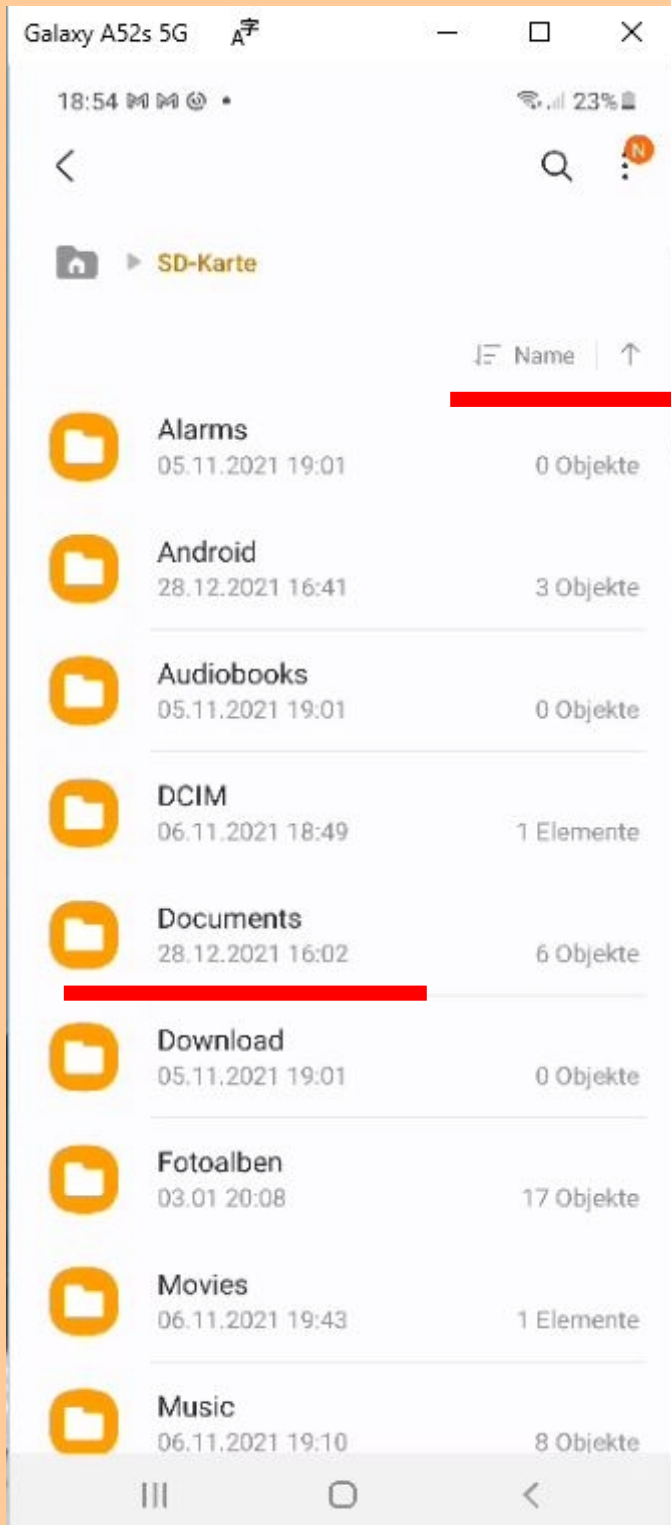 Galaxy A52s 5G A字
18:54 23%
N
SD-Karte
Name
Alarms
05.11.2021 19:01 0 Objekte
Android
28.12.2021 16:41 3 Objekte
Audiobooks
05.11.2021 19:01 0 Objekte
DCIM
06.11.2021 18:49 1 Elemente
Documents
28.12.2021 16:02 6 Objekte
Download
05.11.2021 19:01 0 Objekte
Fotoalben
03.01 20:08 17 Objekte
Movies
06.11.2021 19:43 1 Elemente
Music
06.11.2021 19:10 8 Objekte